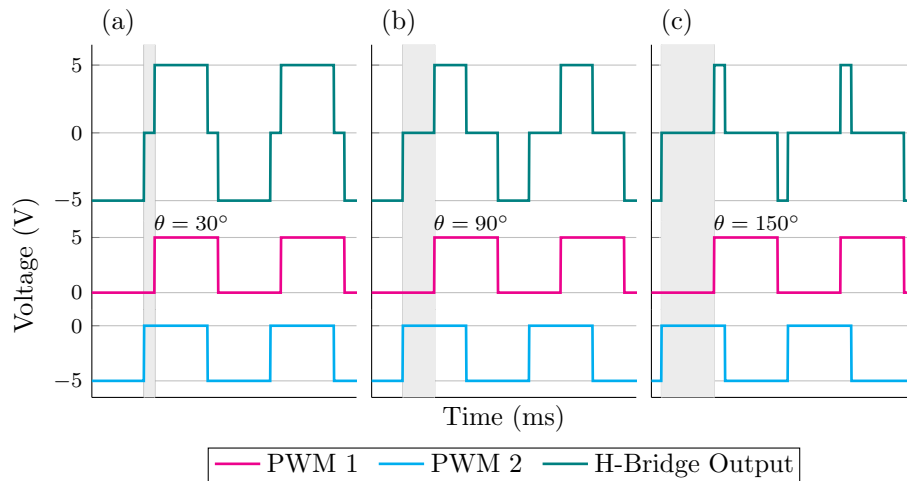 (a) (b) (c)
5
0
−5
θ = 30° θ = 90° θ = 150°
5
0
0
−5
Voltage (V)
Time (ms)
PWM 1 PWM 2 H-Bridge Output